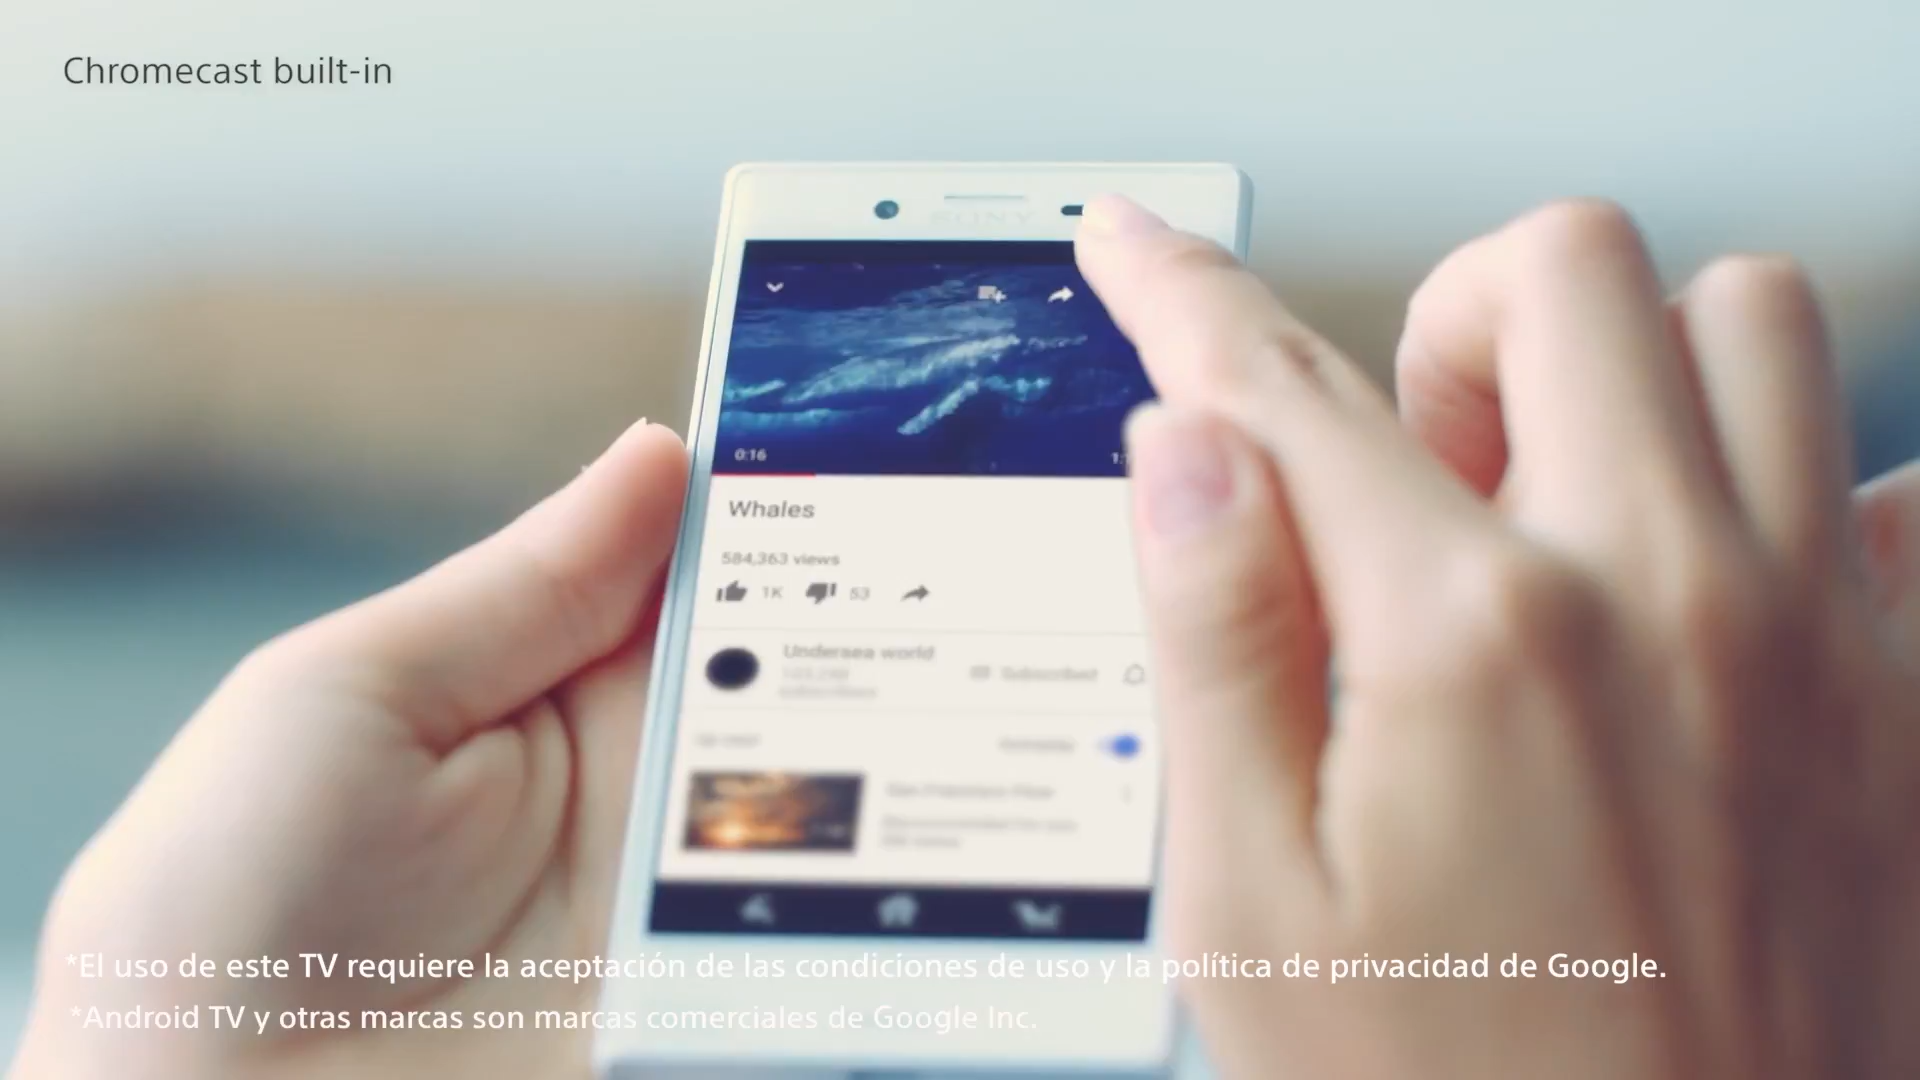 Chromecast built-in
SONY
0:16
Whales
584,363 views
1K 53
Undersea world
Subscribed
*El uso de este TV requiere la aceptación de las condiciones de uso y la política de privacidad de Google.
*Android TV y otras marcas son marcas comerciales de Google Inc.